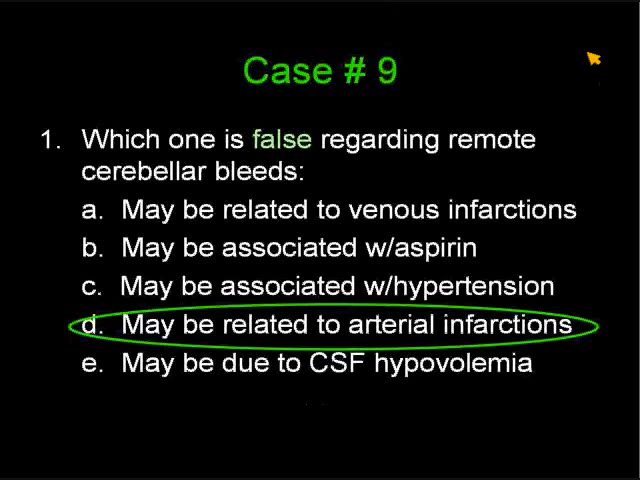 Case # 9
1. Which one is false regarding remote
cerebellar bleeds:
a. May be related to venous infarctions
b. May be associated w/aspirin
c. May be associated w/hypertension
d. May be related to arterial infarctions
e. May be due to CSF hypovolemia